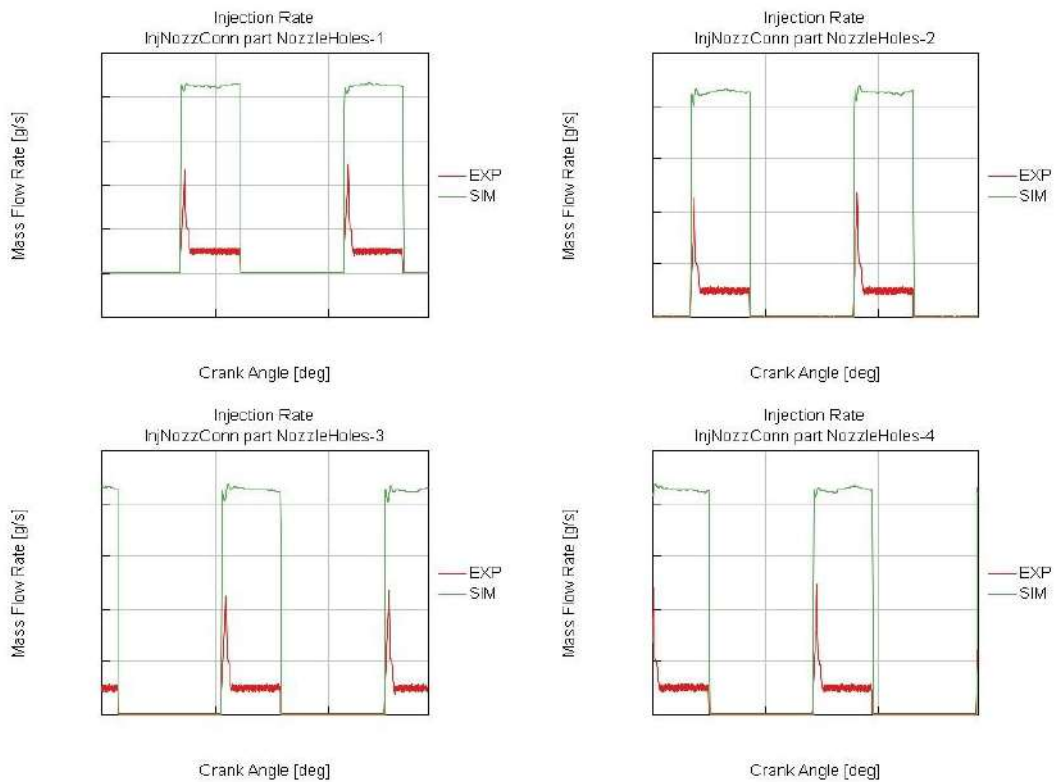 Injection Rate
InjNozzConn part NozzleHoles-1
Mass Flow Rate [g/s]
EXP
SIM
Crank Angle [deg]
Injection Rate
InjNozzConn part NozzleHoles-2
Mass Flow Rate [g/s]
EXP
SIM
Crank Angle [deg]
Injection Rate
InjNozzConn part NozzleHoles-3
Mass Flow Rate [g/s]
EXP
SIM
Crank Angle [deg]
Injection Rate
InjNozzConn part NozzleHoles-4
Mass Flow Rate [g/s]
EXP
SIM
Crank Angle [deg]